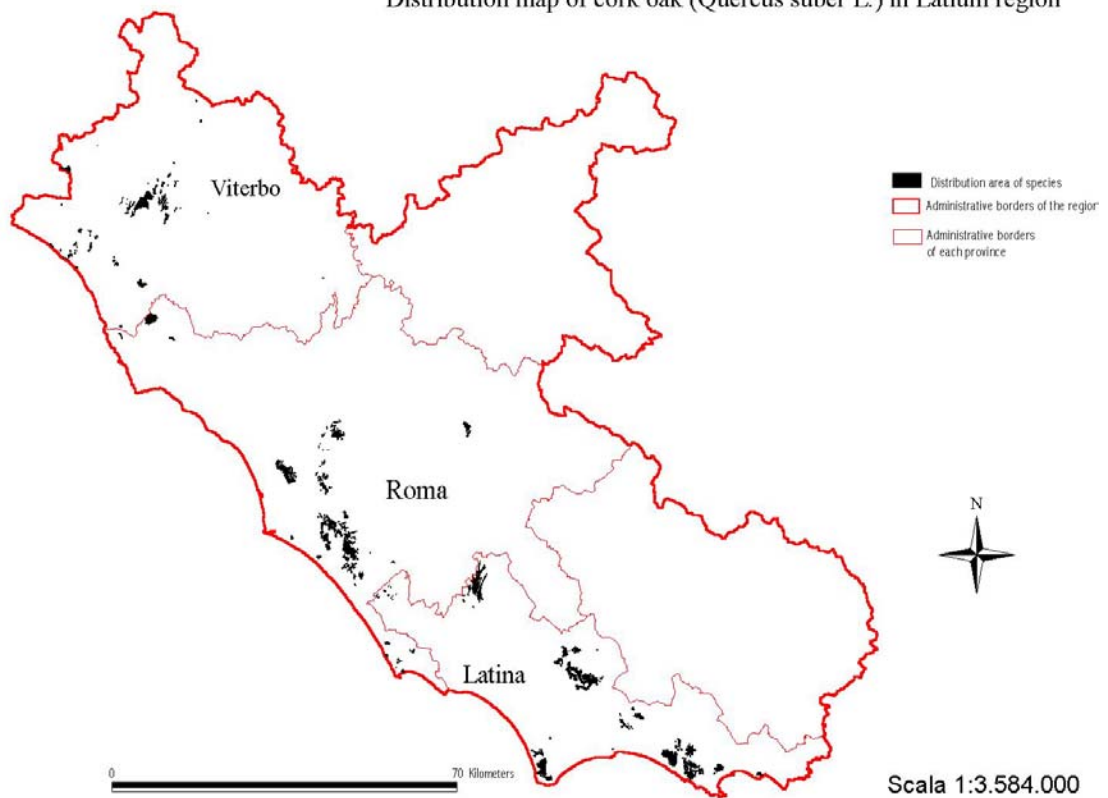 Distribution map of cork oak (Quercus suber L.) in Latium region
Viterbo
Distribution area of species
Administrative borders of the region
Administrative borders
of each province
Roma
N
Latina
0
70 Kilometers
Scala 1:3.584.000